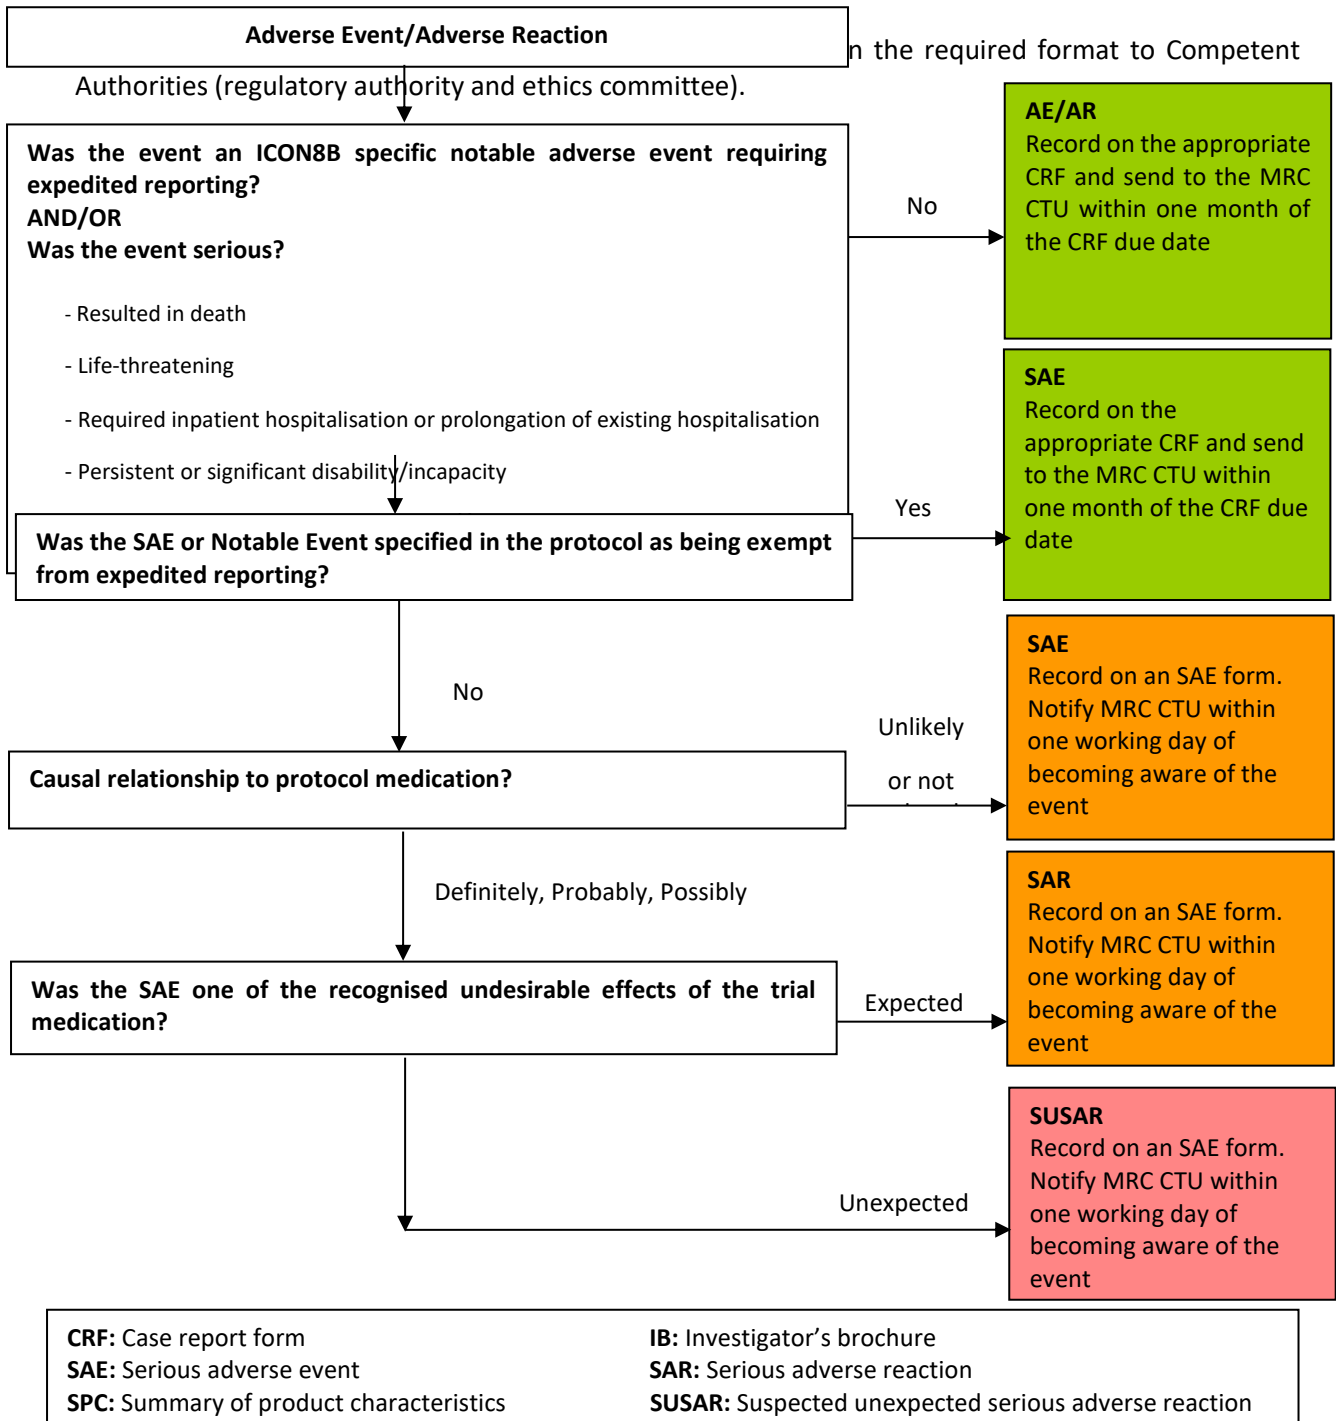 Adverse Event/Adverse Reaction
n the required format to Competent
Authorities (regulatory authority and ethics committee).
Was the event an ICON8B specific notable adverse event requiring
expedited reporting?
AND/OR
Was the event serious?
- Resulted in death
- Life-threatening
- Required inpatient hospitalisation or prolongation of existing hospitalisation
- Persistent or significant disability/incapacity
No
AE/AR
Record on the appropriate
CRF and send to the MRC
CTU within one month of
the CRF due date
Was the SAE or Notable Event specified in the protocol as being exempt
from expedited reporting?
Yes
SAE
Record on the
appropriate CRF and send
to the MRC CTU within
one month of the CRF due
date
No
Causal relationship to protocol medication?
Unlikely
or not
SAE
Record on an SAE form.
Notify MRC CTU within
one working day of
becoming aware of the
event
Definitely, Probably, Possibly
Was the SAE one of the recognised undesirable effects of the trial
medication?
Expected
SAR
Record on an SAE form.
Notify MRC CTU within
one working day of
becoming aware of the
event
Unexpected
SUSAR
Record on an SAE form.
Notify MRC CTU within
one working day of
becoming aware of the
event
CRF: Case report form
IB: Investigator’s brochure
SAE: Serious adverse event
SAR: Serious adverse reaction
SPC: Summary of product characteristics
SUSAR: Suspected unexpected serious adverse reaction